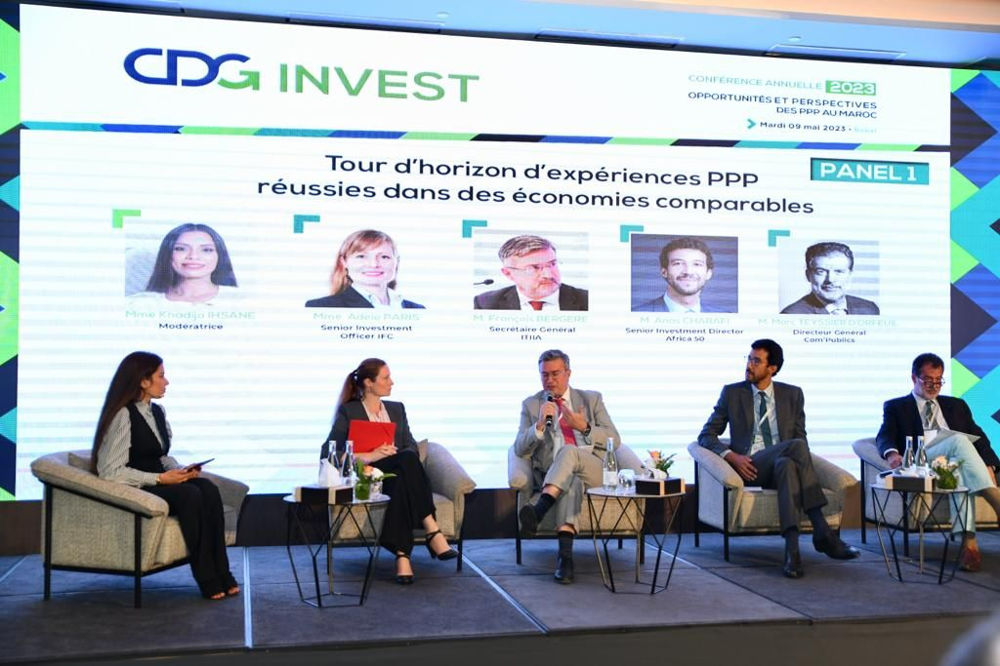 CDG INVEST
CONFÉRENCE ANNUELLE 2023
OPPORTUNITÉS ET PERSPECTIVES
DES PPP AU MAROC
Mardi 09 mai 2023 • Rabat
PANEL 1
Tour d'horizon d'expériences PPP
réussies dans des économies comparables
Mme Khadija IHSANE
Modératrice
Mme. Adele PARIS
Senior Investment
Officer IFC
M. François BERGERE
Secrétaire Général
ITIIA
M. Anas CHARAFI
Senior Investment Director
Africa 50
M. Marc TEYSSIER D'ORFEUIL
Directeur Général
Com'Publics